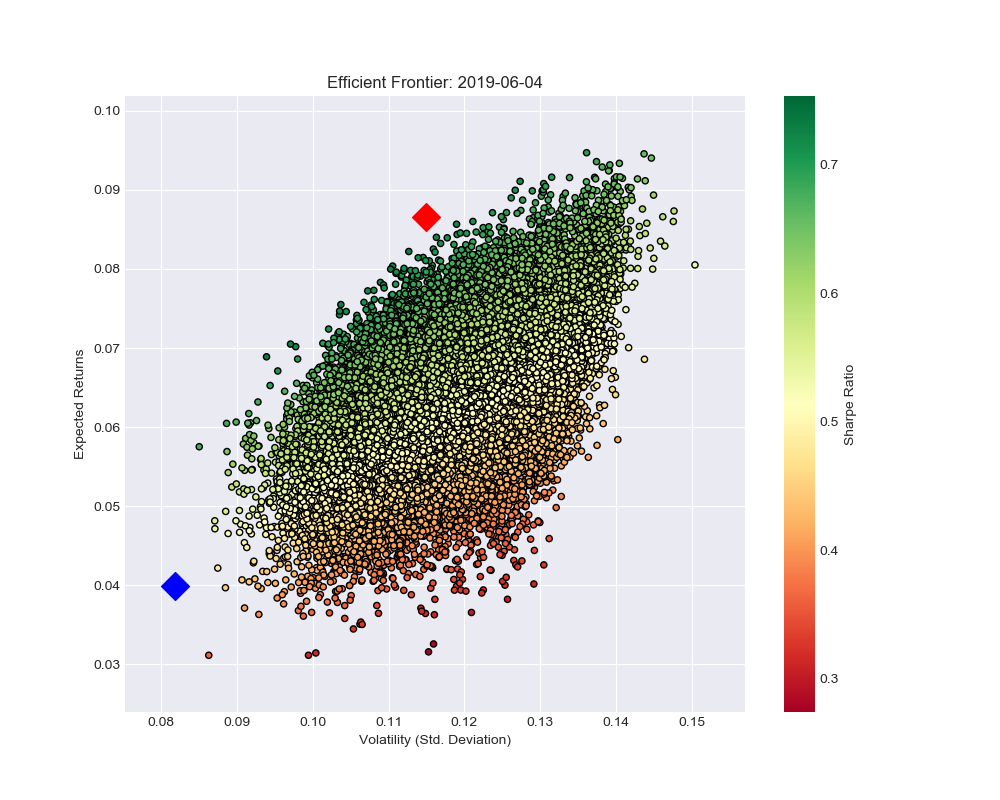 Efficient Frontier: 2019-06-04
0.10
0.09
0.08
0.07
0.06
0.05
0.04
0.03
Expected Returns
0.08 0.09 0.10 0.11 0.12 0.13 0.14 0.15
Volatility (Std. Deviation)
0.7
0.6
0.5
0.4
0.3
Sharpe Ratio